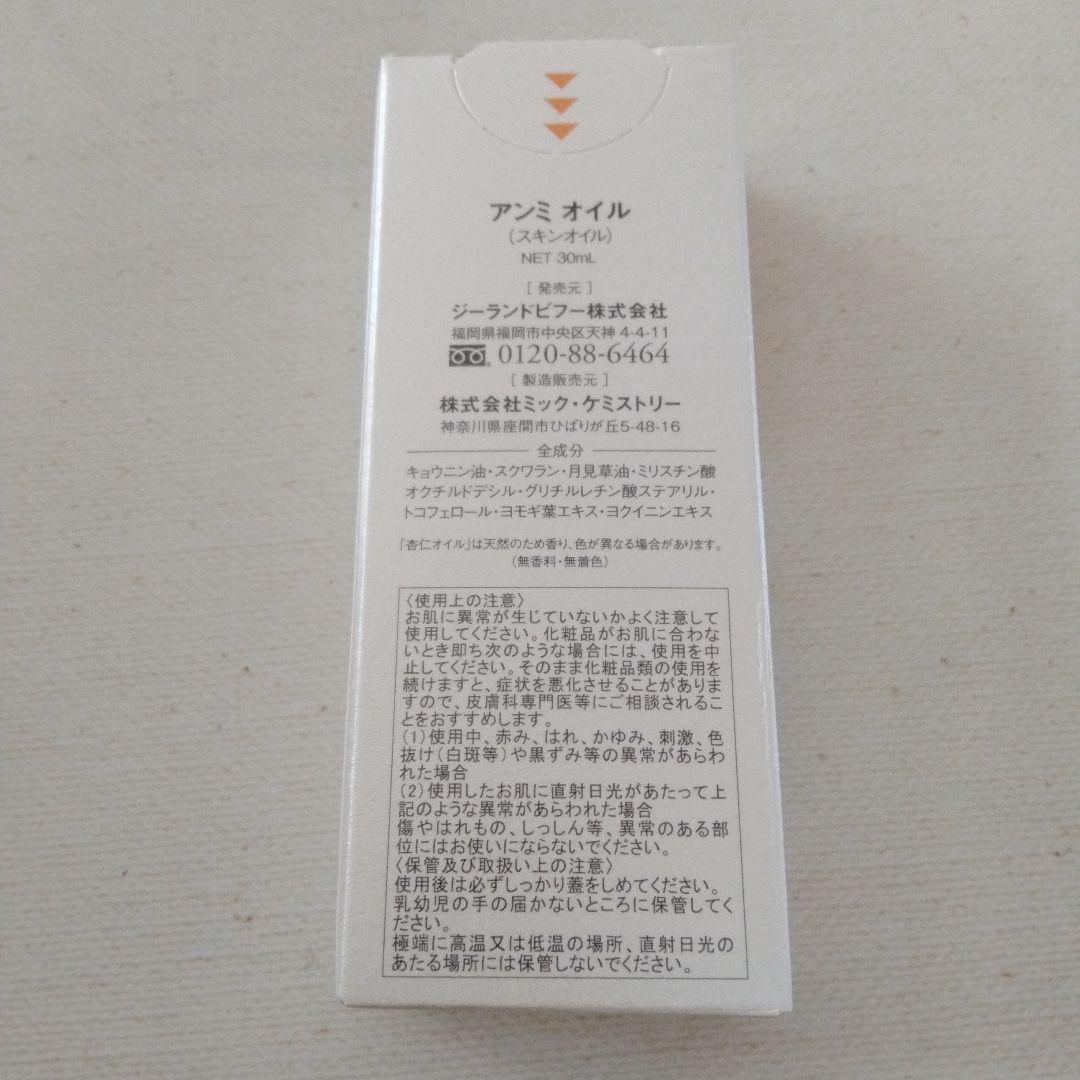 アンミ オイル
（スキンオイル）
NET 30mL
［ 発売元 ］
ジーランドビフー株式会社
福岡県福岡市中央区天神 4-4-11
0120-88-6464
［ 製造販売元 ］
株式会社ミック・ケミストリー
神奈川県座間市ひばりが丘5-48-16
全成分
キョウニン油・スクワラン・月見草油・ミリスチン酸
オクチルドデシル・グリチルレチン酸ステアリル・
トコフェロール・ヨモギ葉エキス・ヨクイニンエキス
「杏仁オイル」は天然のため香り、色が異なる場合があります。
（無香料・無着色）
〈使用上の注意〉
お肌に異常が生じていないかよく注意して
使用してください。化粧品がお肌に合わな
いとき即ち次のような場合には、使用を中
止してください。そのまま化粧品類の使用を
続けますと、症状を悪化させることがありま
すので、皮膚科専門医等にご相談されるこ
とをおすすめします。
(1)使用中、赤み、はれ、かゆみ、刺激、色
抜け（白斑等）や黒ずみ等の異常があらわ
れた場合
(2)使用したお肌に直射日光があたって上
記のような異常があらわれた場合
傷やはれもの、しっしん等、異常のある部
位にはお使いにならないでください。
〈保管及び取扱い上の注意〉
使用後は必ずしっかり蓋をしめてください。
乳幼児の手の届かないところに保管してく
ださい。
極端に高温又は低温の場所、直射日光の
あたる場所には保管しないでください。